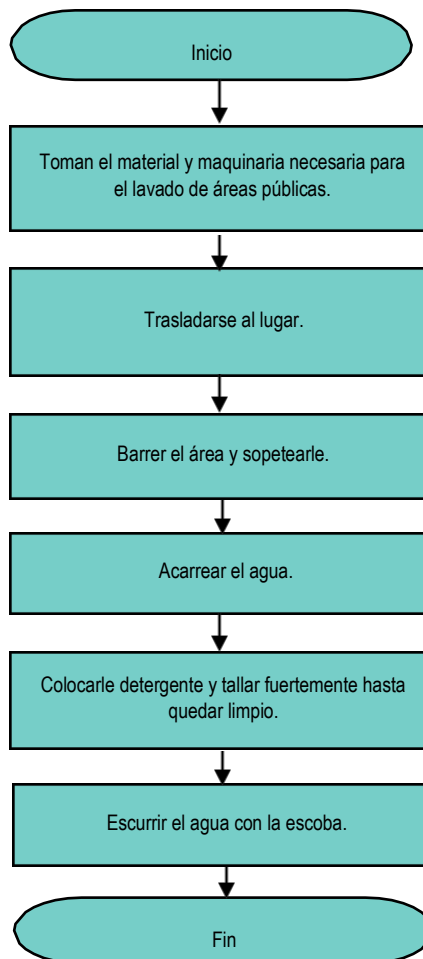 Inicio
Toman el material y maquinaria necesaria para
el lavado de áreas públicas.
Trasladarse al lugar.
Barrer el área y sopetearle.
Acarrear el agua.
Colocarle detergente y tallar fuertemente hasta
quedar limpio.
Escurrir el agua con la escoba.
Fin